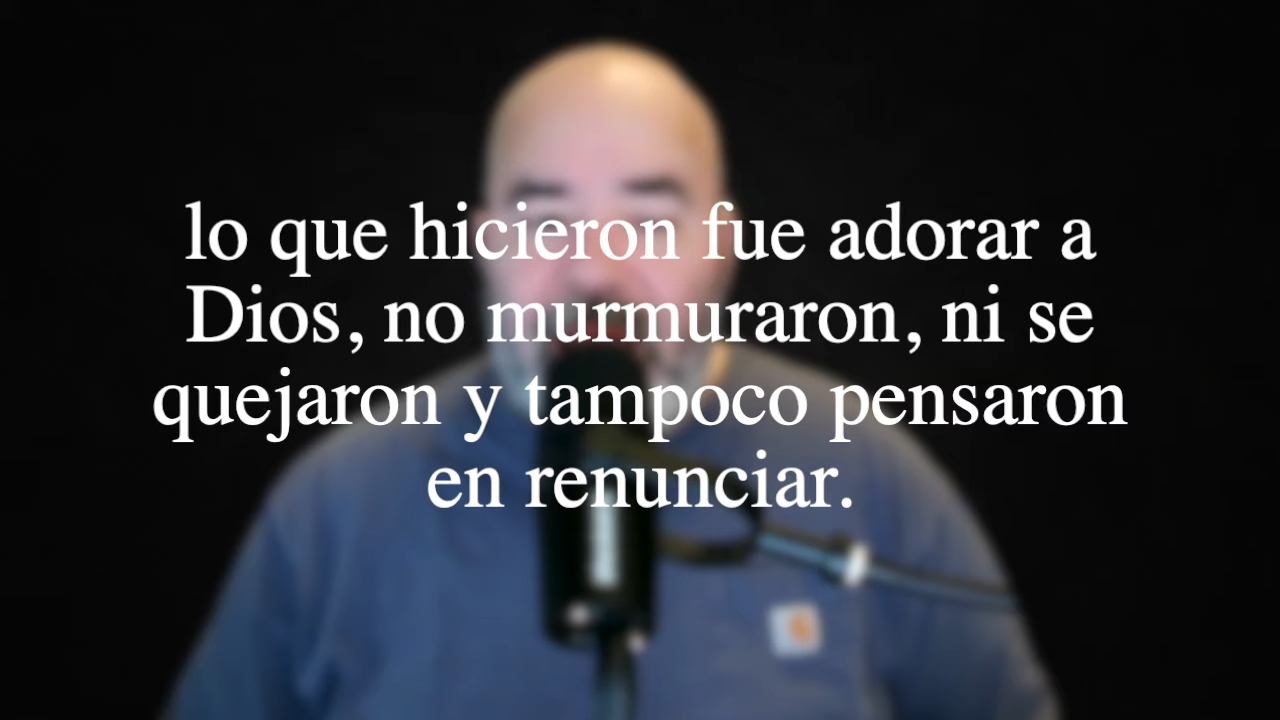 lo que hicieron fue adorar a
Dios, no murmuraron, ni se
quejaron y tampoco pensaron
en renunciar.